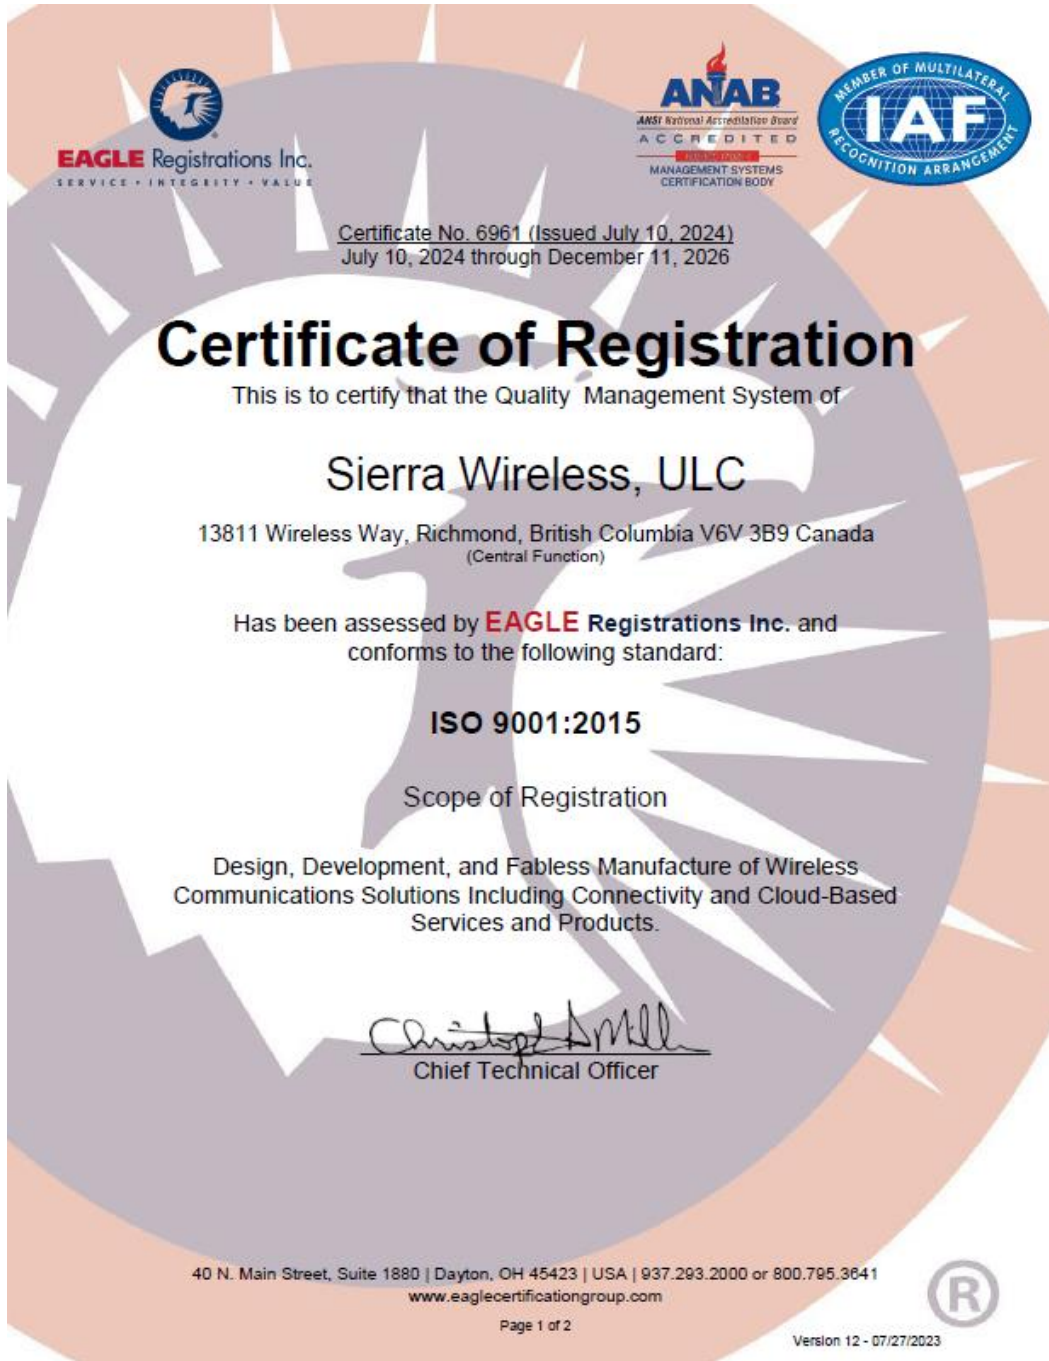 EAGLE Registrations Inc.
SERVICE • INTEGRITY • VALUE
ANAB
ANSI National Accreditation Board
ACCREDITED
MANAGEMENT SYSTEMS
CERTIFICATION BODY
MEMBER OF MULTILATERAL
IAF
RECOGNITION ARRANGEMENT
Certificate No. 6961 (Issued July 10, 2024)
July 10, 2024 through December 11, 2026
Certificate of Registration
This is to certify that the Quality Management System of
Sierra Wireless, ULC
13811 Wireless Way, Richmond, British Columbia V6V 3B9 Canada
(Central Function)
Has been assessed by EAGLE Registrations Inc. and
conforms to the following standard:
ISO 9001:2015
Scope of Registration
Design, Development, and Fabless Manufacture of Wireless
Communications Solutions Including Connectivity and Cloud-Based
Services and Products.
Chief Technical Officer
40 N. Main Street, Suite 1880 | Dayton, OH 45423 | USA | 937.293.2000 or 800.795.3641
www.eaglecertificationgroup.com
®
Page 1 of 2
Version 12 - 07/27/2023